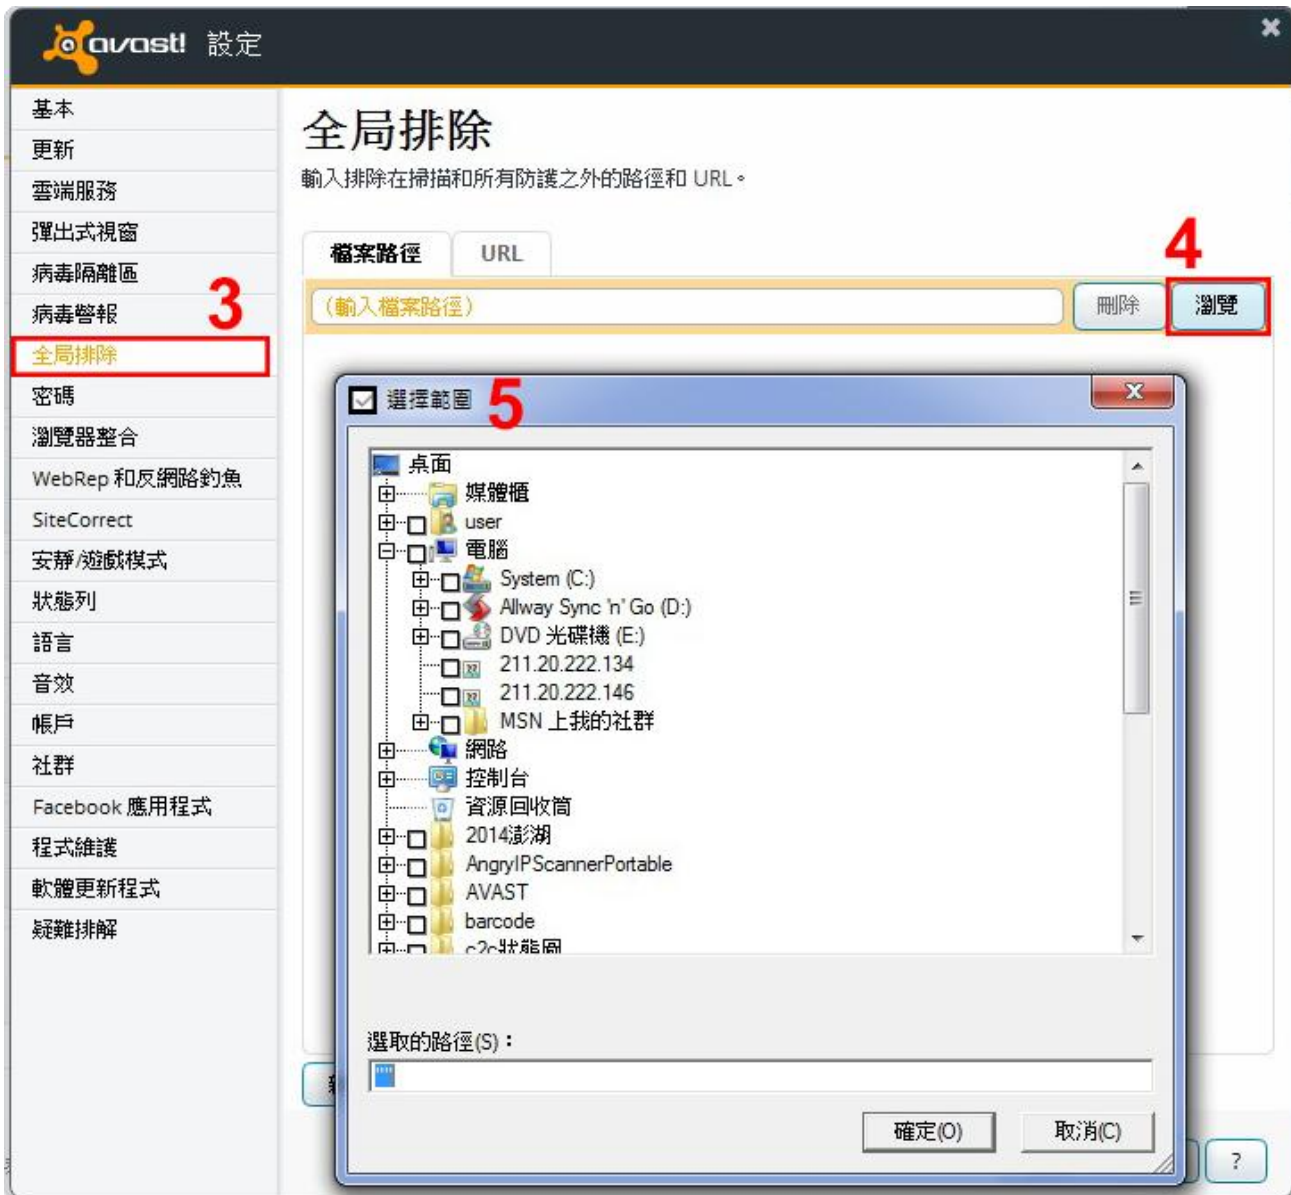 avast! 設定
基本
更新
雲端服務
彈出式視窗
病毒隔離區
病毒警報
3
全局排除
密碼
瀏覽器整合
WebRep 和反網路釣魚
SiteCorrect
安靜/遊戲模式
狀態列
語言
音效
帳戶
社群
Facebook 應用程式
程式維護
軟體更新程式
疑難排解
全局排除
輸入排除在掃描和所有防護之外的路徑和 URL。
檔案路徑
URL
4
(輸入檔案路徑)
刪除
瀏覽
選擇範圍
5
桌面
媒體櫃
user
電腦
System (C:)
Allway Sync 'n' Go (D:)
DVD 光碟機 (E:)
211.20.222.134
211.20.222.146
MSN 上我的社群
網路
控制台
資源回收筒
2014澎湖
AngryIPScannerPortable
AVAST
barcode
c2c狀態圖
選取的路徑(S)：
確定(O)
取消(C)
?